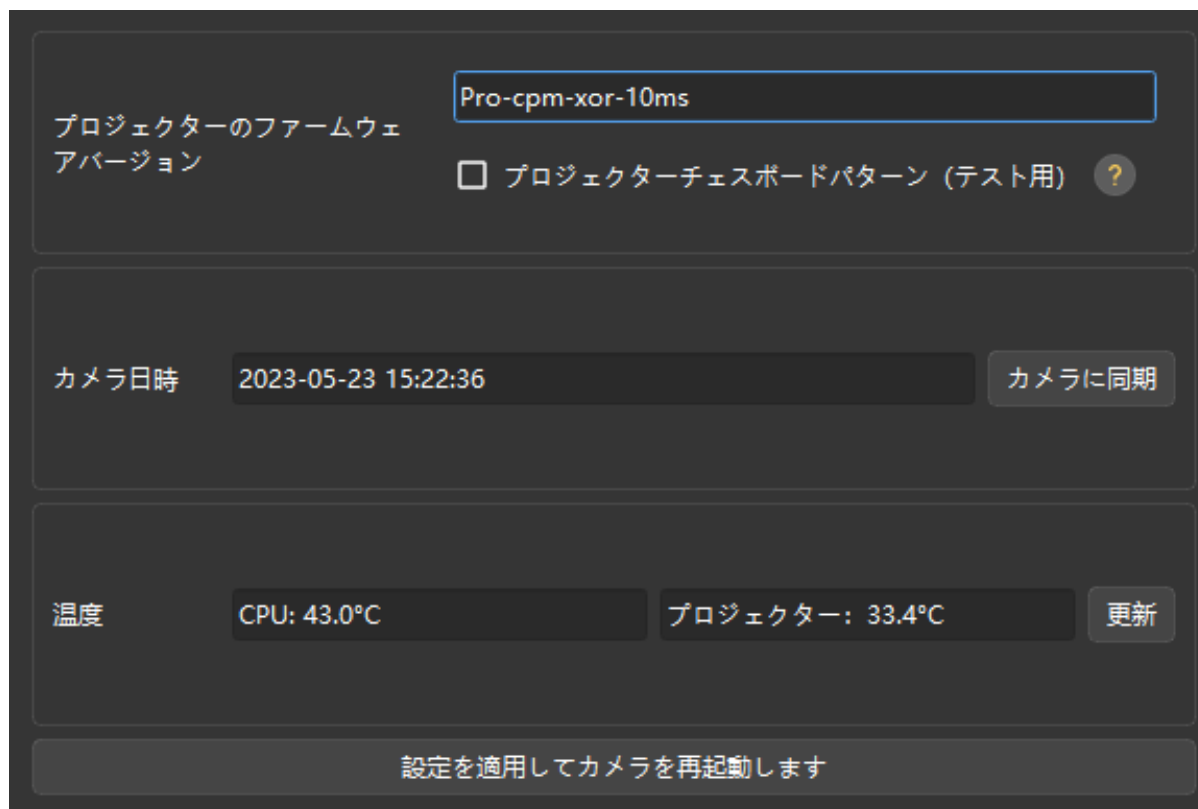 Pro-cpm-xor-10ms
プロジェクターのファームウェ
アバージョン
プロジェクターチェスボードパターン (テスト用) ?
カメラ日時 2023-05-23 15:22:36 カメラに同期
温度 CPU: 43.0°C プロジェクター: 33.4°C 更新
設定を適用してカメラを再起動します